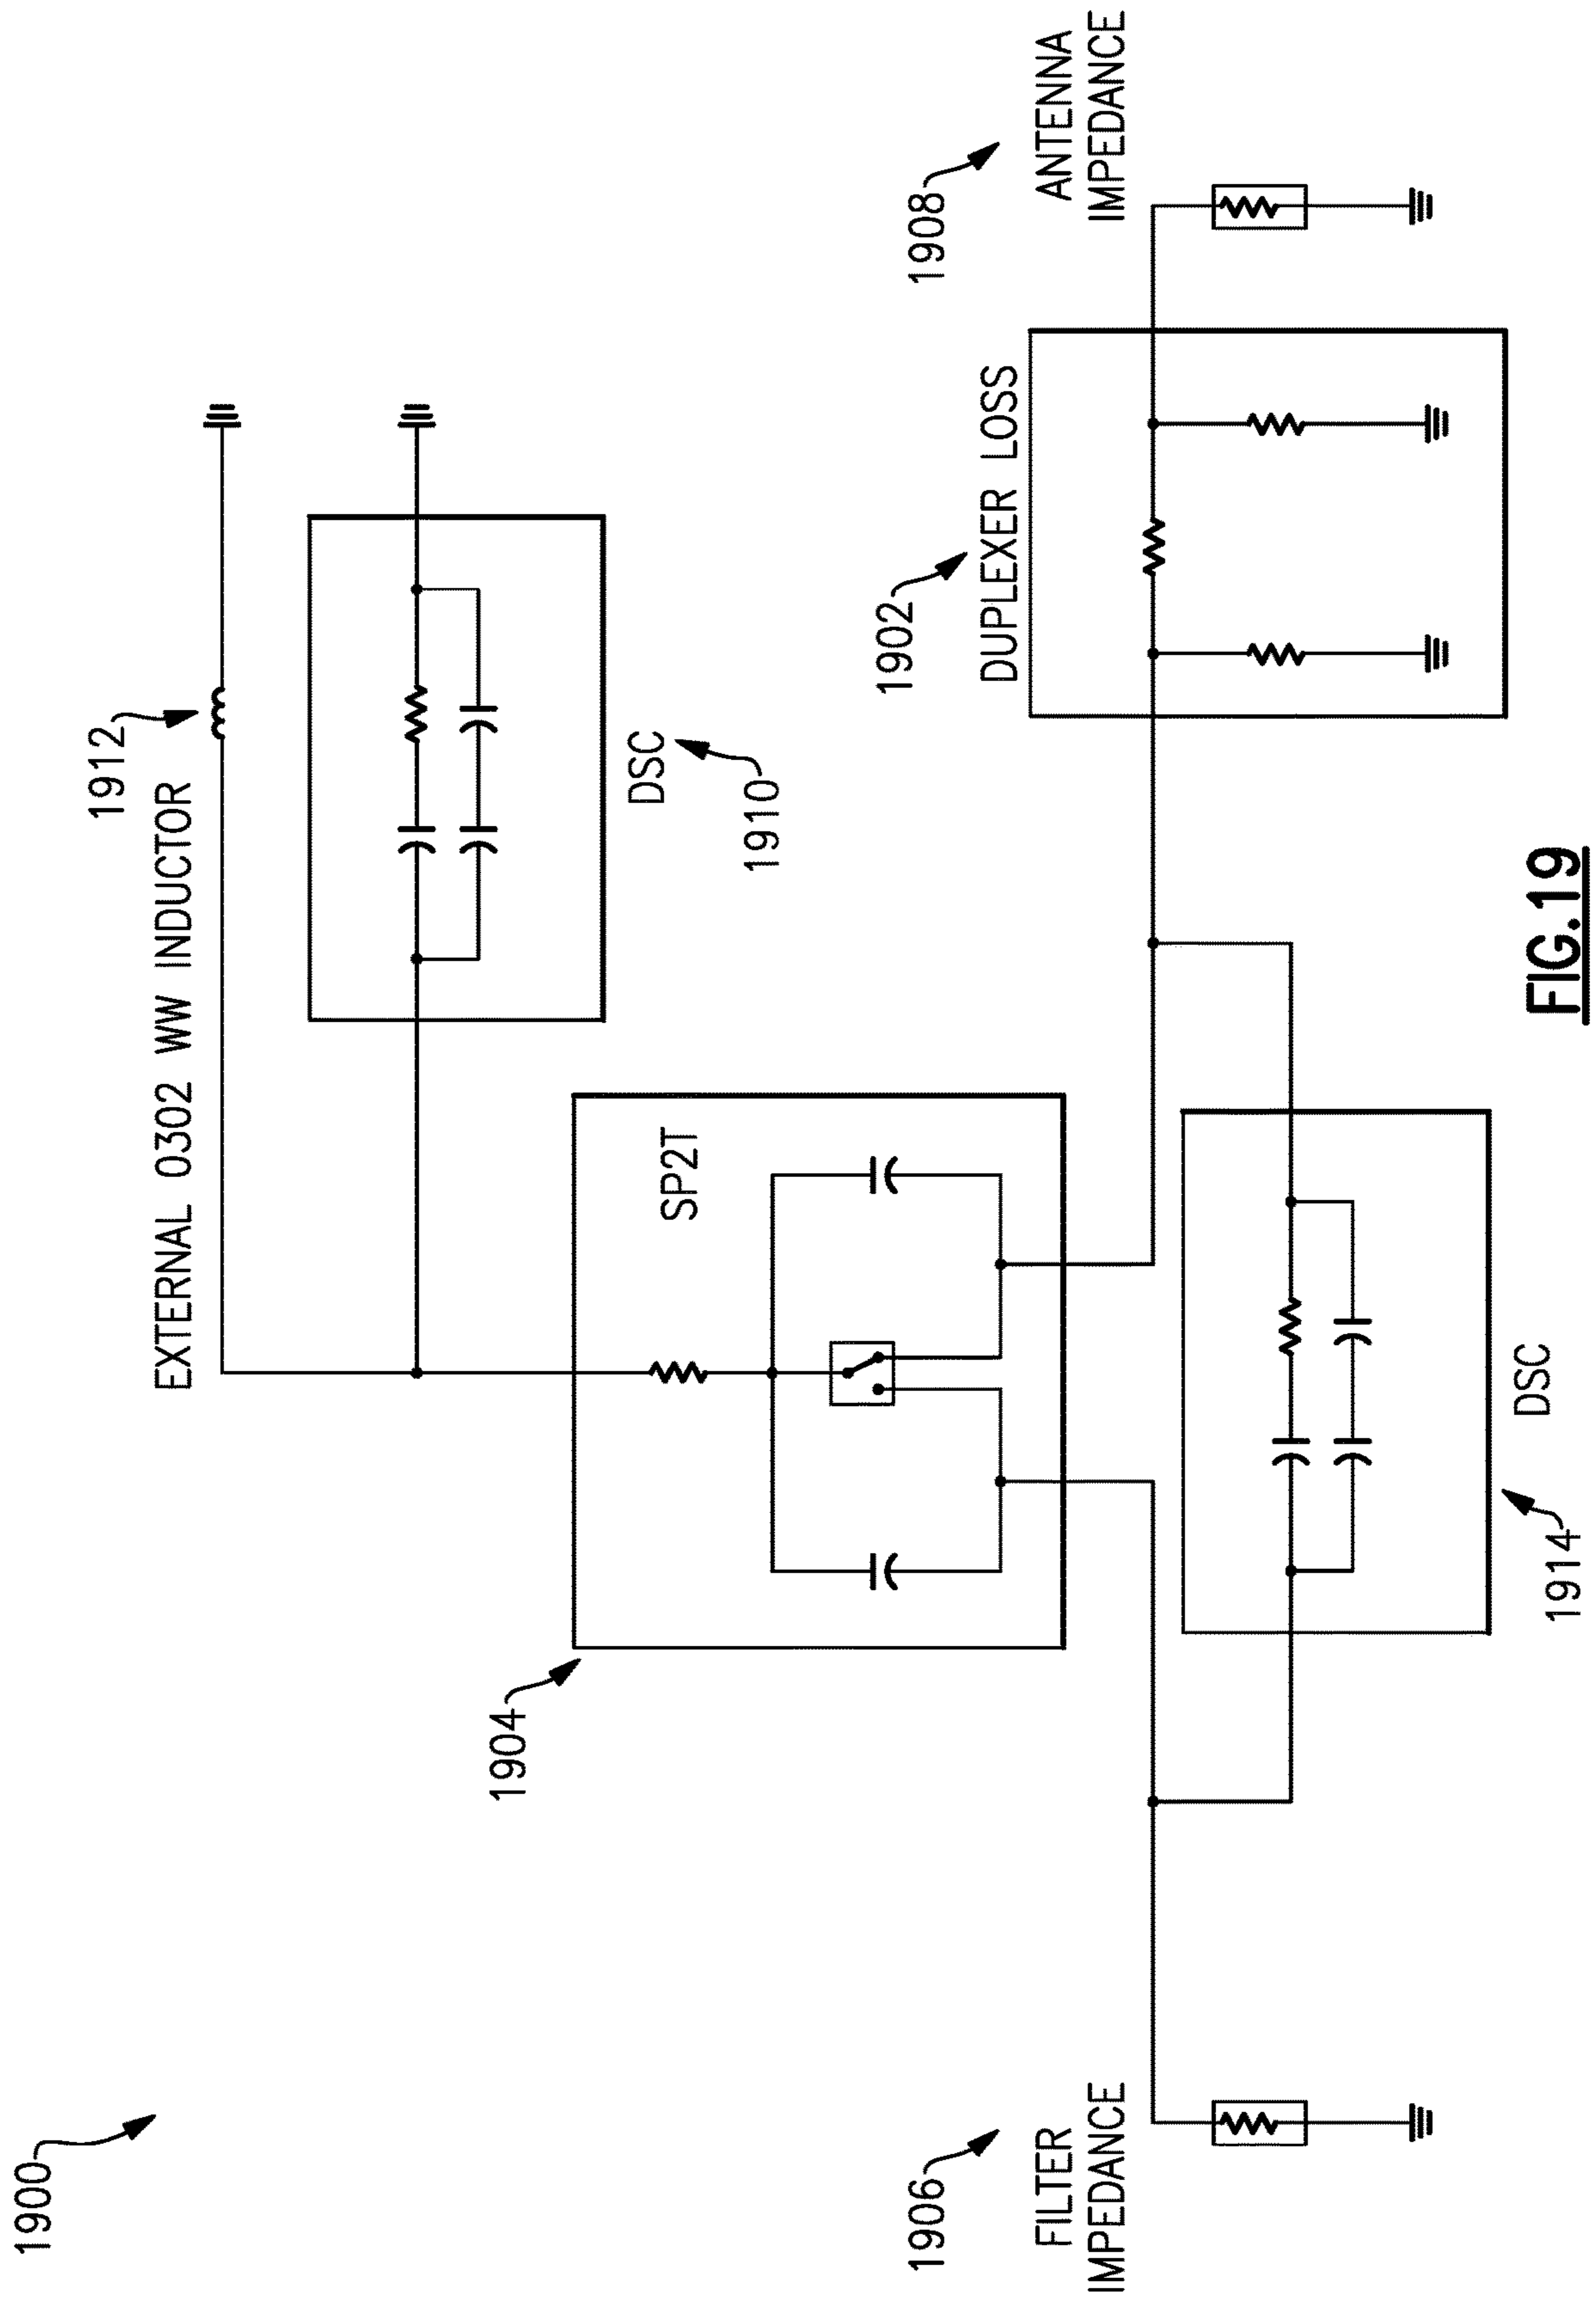 1900
EXTERNAL 0302 WW INDUCTOR
1912
DSC
1910
1904
SP2T
1906
FILTER
IMPEDANCE
1902
DUPLEXER LOSS
1908
ANTENNA
IMPEDANCE
1914
DSC
FIG.19